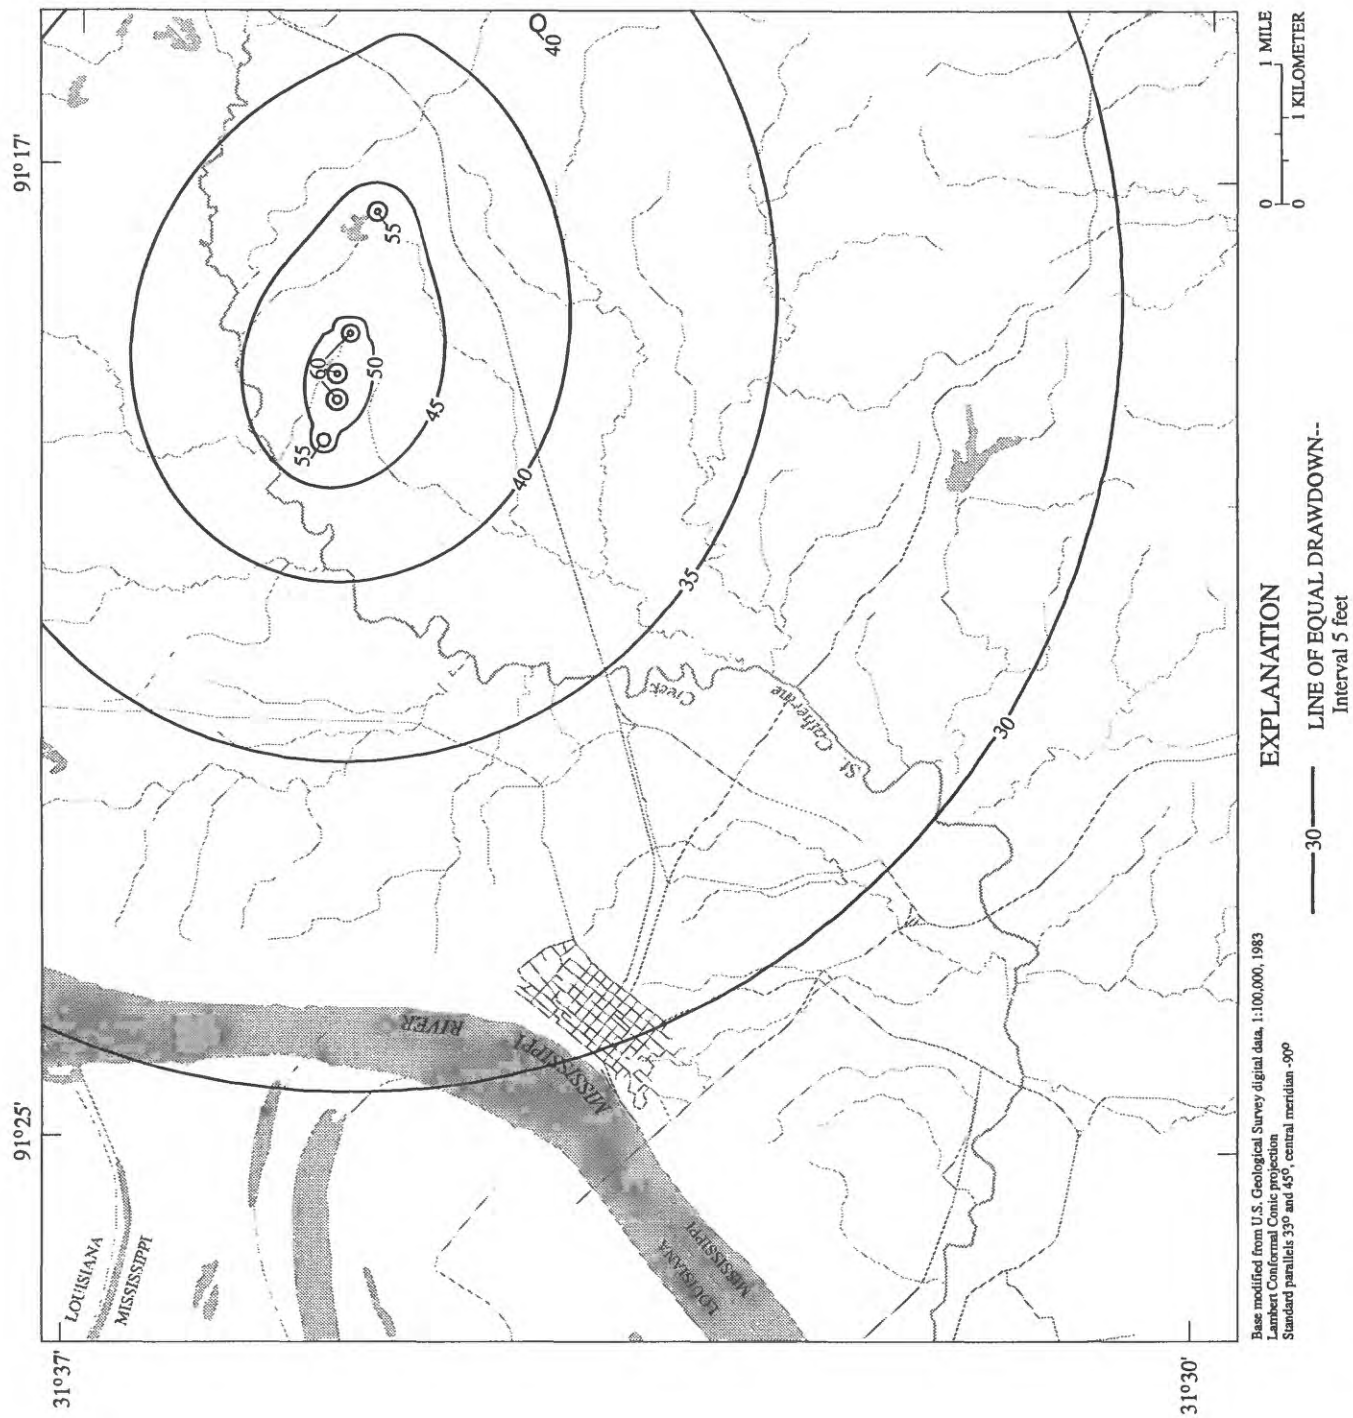 91°25'
91°17'
31°37'
31°30'
LOUISIANA
MISSISSIPPI
RIVER
MISSISSIPPI
LOUISIANA
MISSISSIPPI
St. Catherine
Creek
40
55
60
50
55
45
40
35
30
Base modified from U.S. Geological Survey digital data, 1:100,000, 1983
Lambert Conformal Conic projection
Standard parallels 33° and 45°, central meridian -90°
0 1 MILE
0 1 KILOMETER
EXPLANATION
30 LINE OF EQUAL DRAWDOWN--
Interval 5 feet